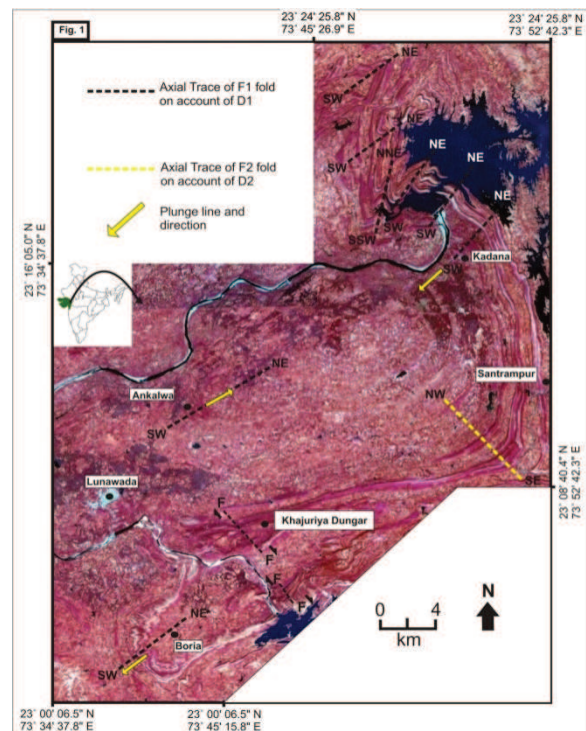 Fig. 1
23˚ 24' 25.8" N
73˚ 45' 26.9" E
23˚ 24' 25.8" N
73˚ 52' 42.3" E
Axial Trace of F1 fold
on account of D1
Axial Trace of F2 fold
on account of D2
Plunge line and
direction
NE
SW
NE
SW
NNE
SSW
NE
NE
NE
SW
SW
SW
Kadana
23˚ 16' 05.0" N
73˚ 34' 37.8" E
NE
Ankalwa
SW
Santrampur
NW
SE
Lunawada
F
F
Khajuriya Dungar
F
F
23˚ 08' 40.4" N
73˚ 52' 42.3" E
NE
Boria
SW
N
0 4
km
23˚ 00' 06.5" N
73˚ 34' 37.8" E
23˚ 00' 06.5" N
73˚ 45' 15.8" E